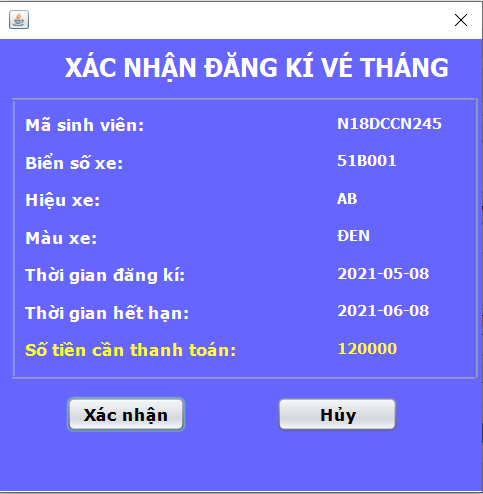 XÁC NHẬN ĐĂNG KÍ VÉ THÁNG
Mã sinh viên: N18DCCN245
Biển số xe: 51B001
Hiệu xe: AB
Màu xe: ĐEN
Thời gian đăng kí: 2021-05-08
Thời gian hết hạn: 2021-06-08
Số tiền cần thanh toán: 120000
Xác nhận Hủy